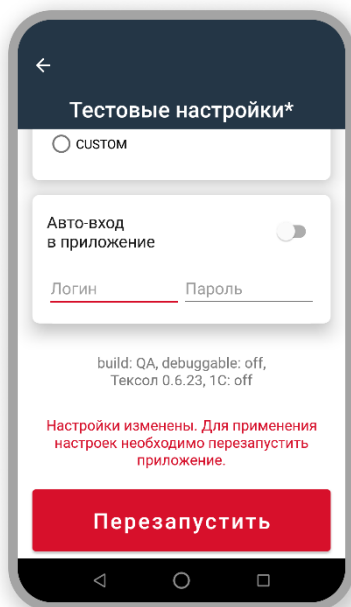 Тестовые настройки*
CUSTOM
Авто-вход
в приложение
Логин Пароль
build: QA, debuggable: off,
Тексол 0.6.23, 1C: off
Настройки изменены. Для применения
настроек необходимо перезапустить
приложение.
Перезапустить